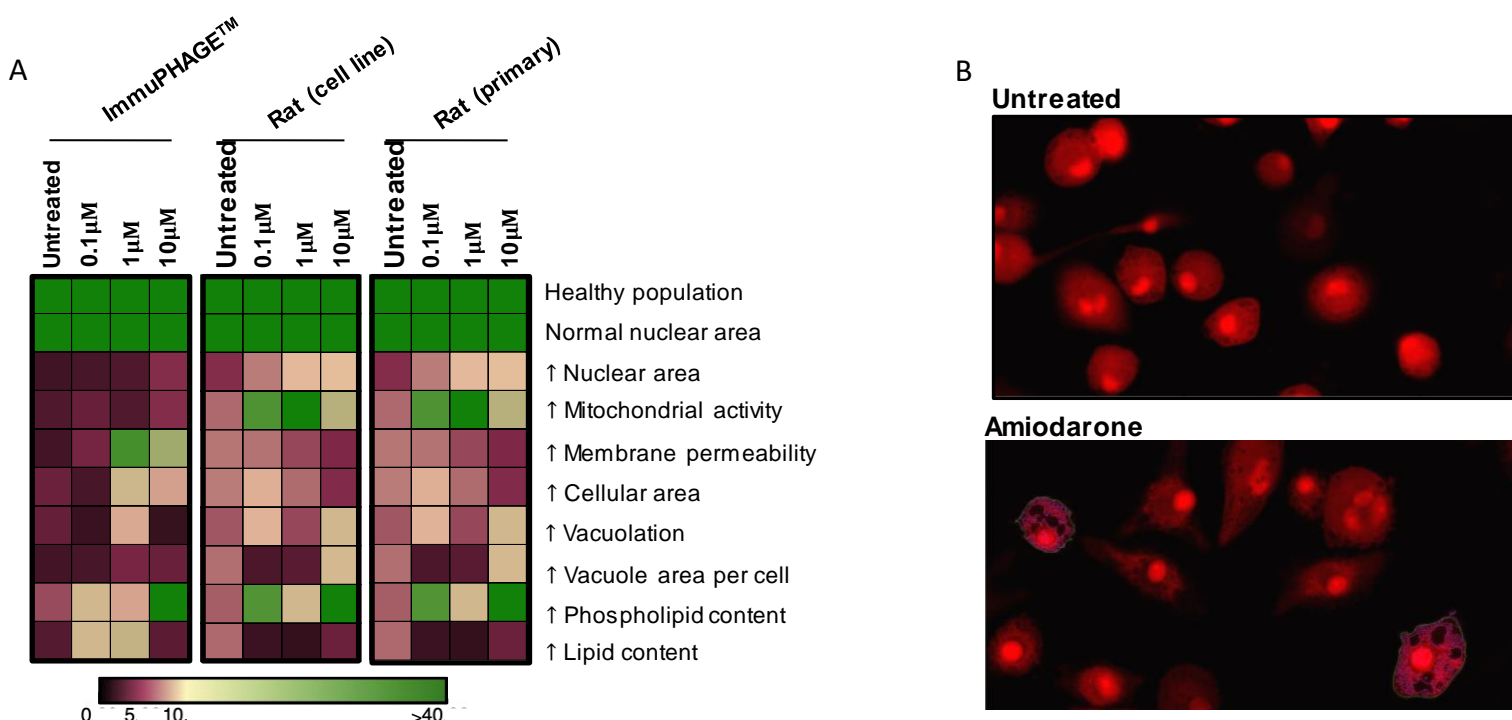 A
ImmuPHAGE™
Rat (cell line)
Rat (primary)
Untreated
0.1µM
1µM
10µM
Untreated
0.1µM
1µM
10µM
Untreated
0.1µM
1µM
10µM
Healthy population
Normal nuclear area
↑ Nuclear area
↑ Mitochondrial activity
↑ Membrane permeability
↑ Cellular area
↑ Vacuolation
↑ Vacuole area per cell
↑ Phospholipid content
↑ Lipid content
0. 5. 10. >40.
B
Untreated
Amiodarone